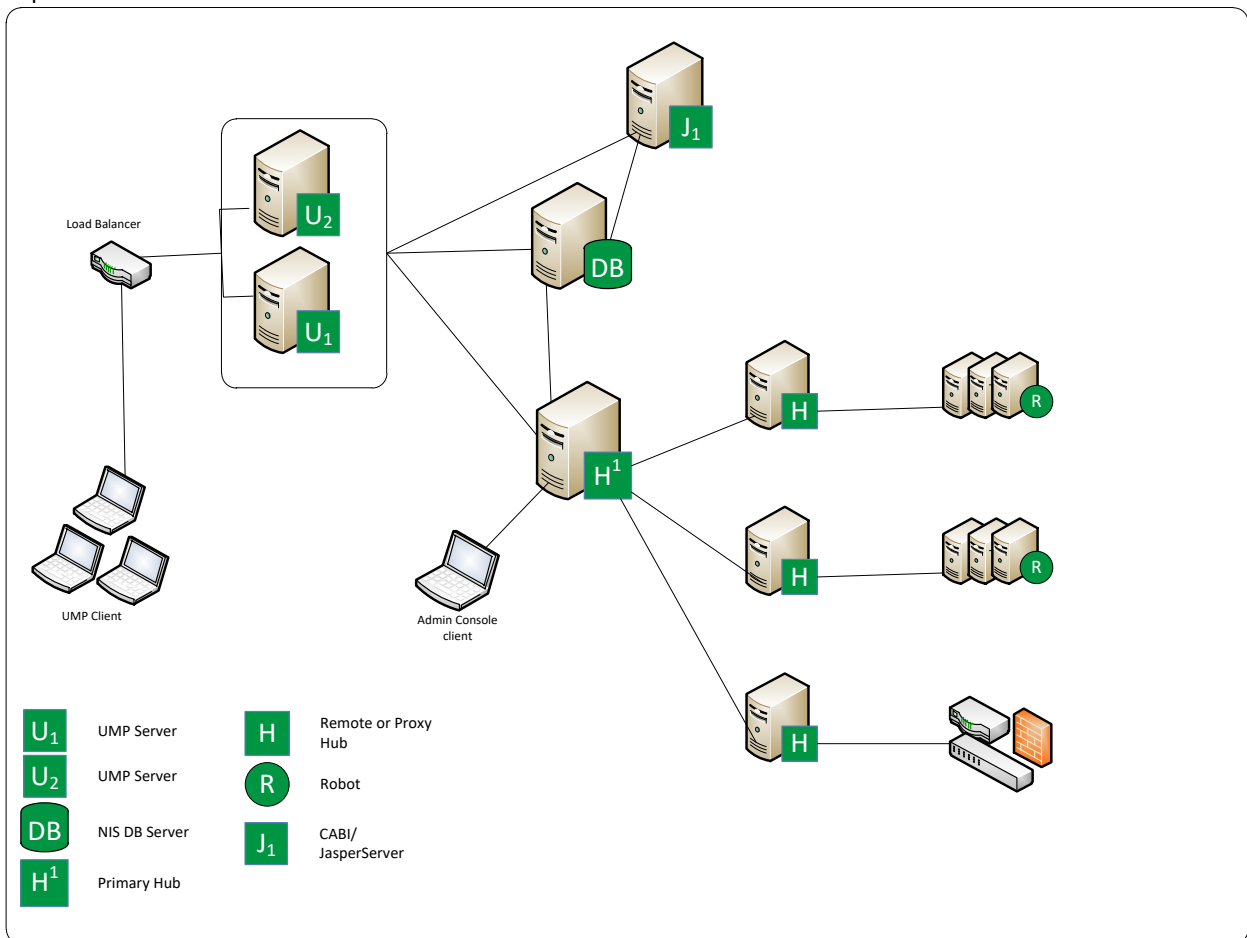 J₁
U₂
Load Balancer
DB
U₁
H
R
H¹
H
R
UMP Client
Admin Console
client
H
U₁
UMP Server
H
Remote or Proxy
Hub
U₂
UMP Server
R
Robot
DB
NIS DB Server
J₁
CABI/
JasperServer
H¹
Primary Hub